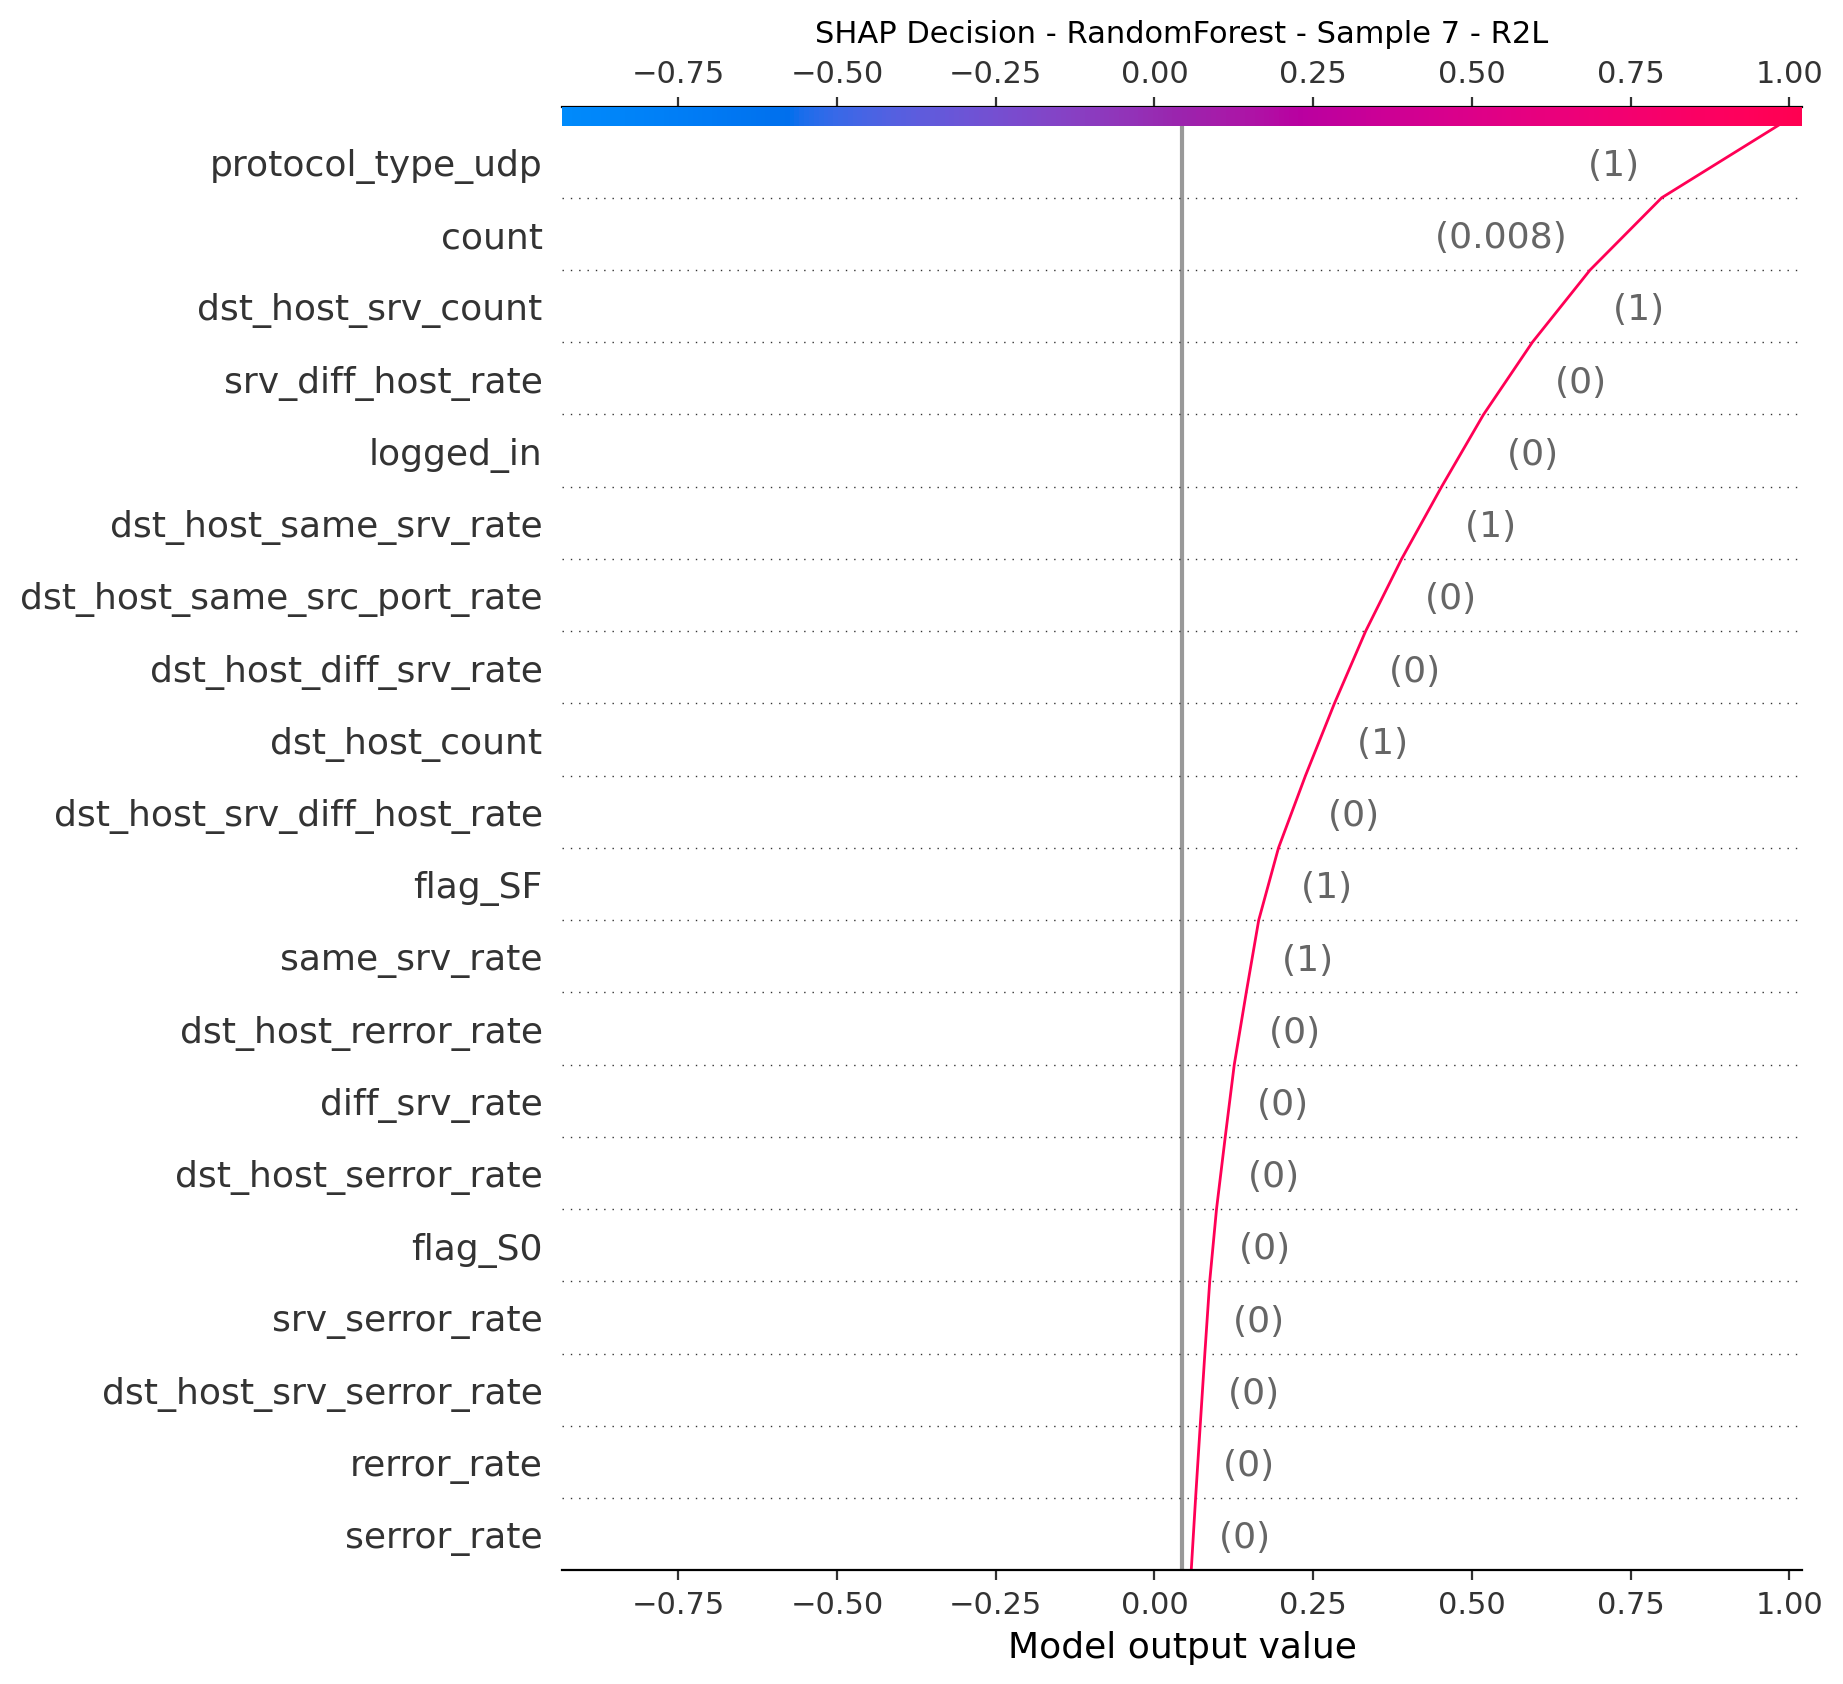 SHAP Decision - RandomForest - Sample 7 - R2L
−0.75 −0.50 −0.25 0.00 0.25 0.50 0.75 1.00
protocol_type_udp (1)
count (0.008)
dst_host_srv_count (1)
srv_diff_host_rate (0)
logged_in (0)
dst_host_same_srv_rate (1)
dst_host_same_src_port_rate (0)
dst_host_diff_srv_rate (0)
dst_host_count (1)
dst_host_srv_diff_host_rate (0)
flag_SF (1)
same_srv_rate (1)
dst_host_rerror_rate (0)
diff_srv_rate (0)
dst_host_serror_rate (0)
flag_S0 (0)
srv_serror_rate (0)
dst_host_srv_serror_rate (0)
rerror_rate (0)
serror_rate (0)
−0.75 −0.50 −0.25 0.00 0.25 0.50 0.75 1.00
Model output value